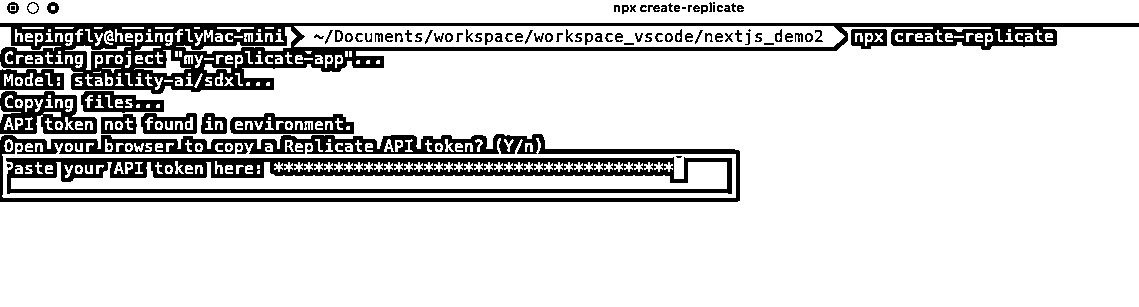 npx create-replicate
hepingfly@hepingflyMac-mini ~/Documents/workspace/workspace_vscode/nextjs_demo2 npx create-replicate
Creating project "my-replicate-app"...
Model: stability-ai/sdxl...
Copying files...
API token not found in environment.
Open your browser to copy a Replicate API token? (Y/n)
Paste your API token here: ****************************************